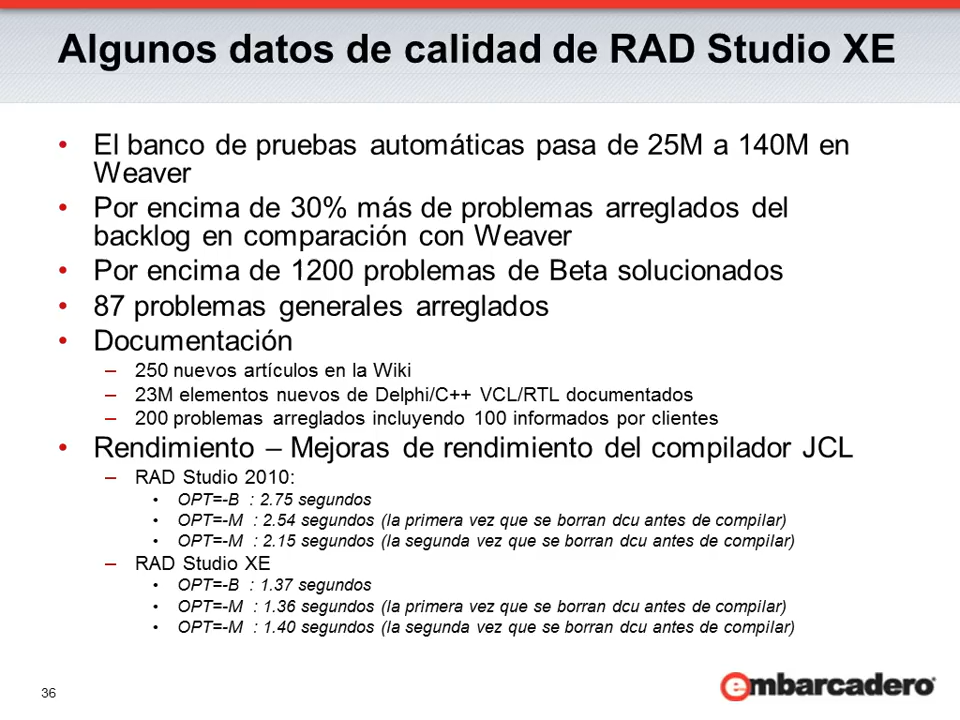 Algunos datos de calidad de RAD Studio XE
• El banco de pruebas automáticas pasa de 25M a 140M en
Weaver
• Por encima de 30% más de problemas arreglados del
backlog en comparación con Weaver
• Por encima de 1200 problemas de Beta solucionados
• 87 problemas generales arreglados
• Documentación
– 250 nuevos artículos en la Wiki
– 23M elementos nuevos de Delphi/C++ VCL/RTL documentados
– 200 problemas arreglados incluyendo 100 informados por clientes
• Rendimiento – Mejoras de rendimiento del compilador JCL
– RAD Studio 2010:
• OPT=-B : 2.75 segundos
• OPT=-M : 2.54 segundos (la primera vez que se borran dcu antes de compilar)
• OPT=-M : 2.15 segundos (la segunda vez que se borran dcu antes de compilar)
– RAD Studio XE
• OPT=-B : 1.37 segundos
• OPT=-M : 1.36 segundos (la primera vez que se borran dcu antes de compilar)
• OPT=-M : 1.40 segundos (la segunda vez que se borran dcu antes de compilar)
36
embarcadero